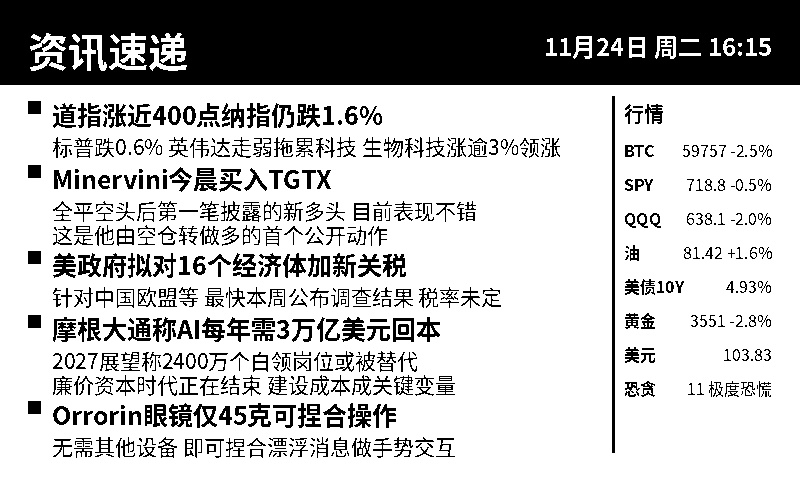 资讯速递
11月24日 周二 16:15
道指涨近400点纳指仍跌1.6%
标普跌0.6% 英伟达走弱拖累科技 生物科技涨逾3%领涨
Minervini今晨买入TGTX
全平空头后第一笔披露的新多头 目前表现不错
这是他由空仓转做多的首个公开动作
美政府拟对16个经济体加新关税
针对中国欧盟等 最快本周公布调查结果 税率未定
摩根大通称AI每年需3万亿美元回本
2027展望称2400万个白领岗位或被替代
廉价资本时代正在结束 建设成本成关键变量
Orrorin眼镜仅45克可捏合操作
无需其他设备 即可捏合漂浮消息做手势交互
行情
BTC 59757 -2.5%
SPY 718.8 -0.5%
QQQ 638.1 -2.0%
油 81.42 +1.6%
美债10Y 4.93%
黄金 3551 -2.8%
美元 103.83
恐贪 11 极度恐慌